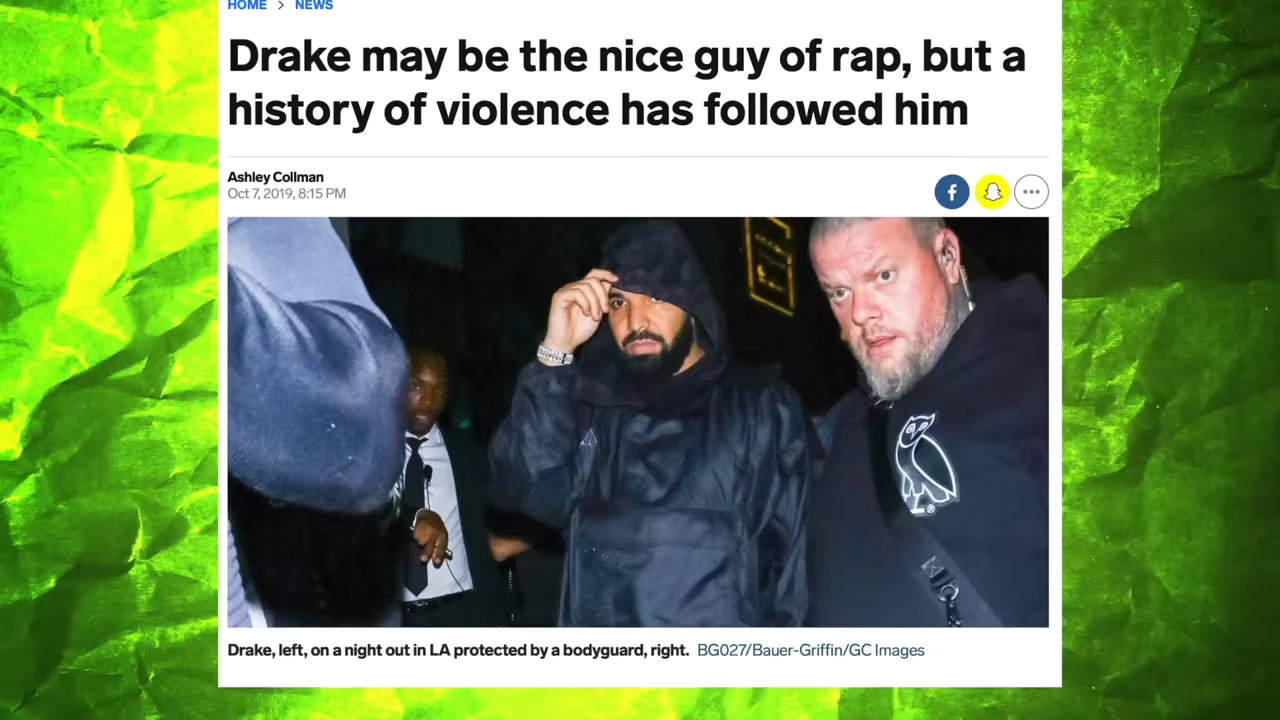 HOME > NEWS
Drake may be the nice guy of rap, but a
history of violence has followed him
Ashley Collman
Oct 7, 2019, 8:15 PM
Drake, left, on a night out in LA protected by a bodyguard, right. BG027/Bauer-Griffin/GC Images